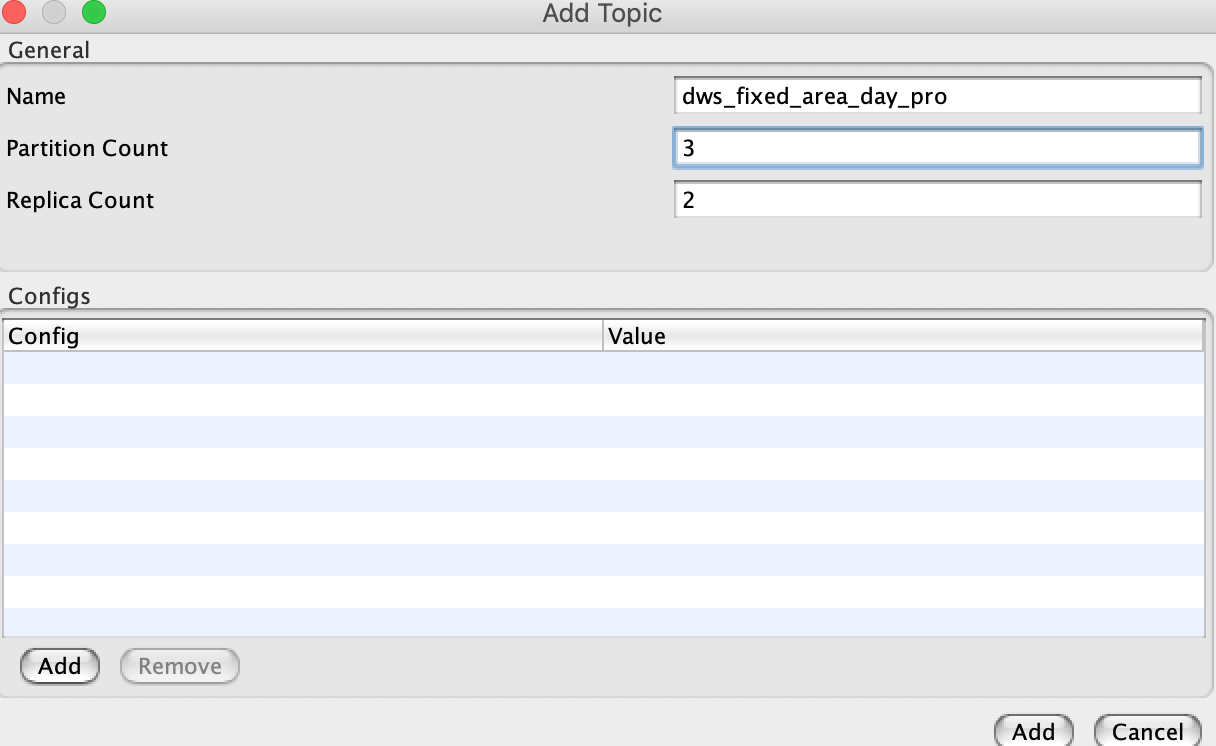 Add Topic
General
Name dws_fixed_area_day_pro
Partition Count 3
Replica Count 2
Configs
Config Value
Add Remove
Add Cancel